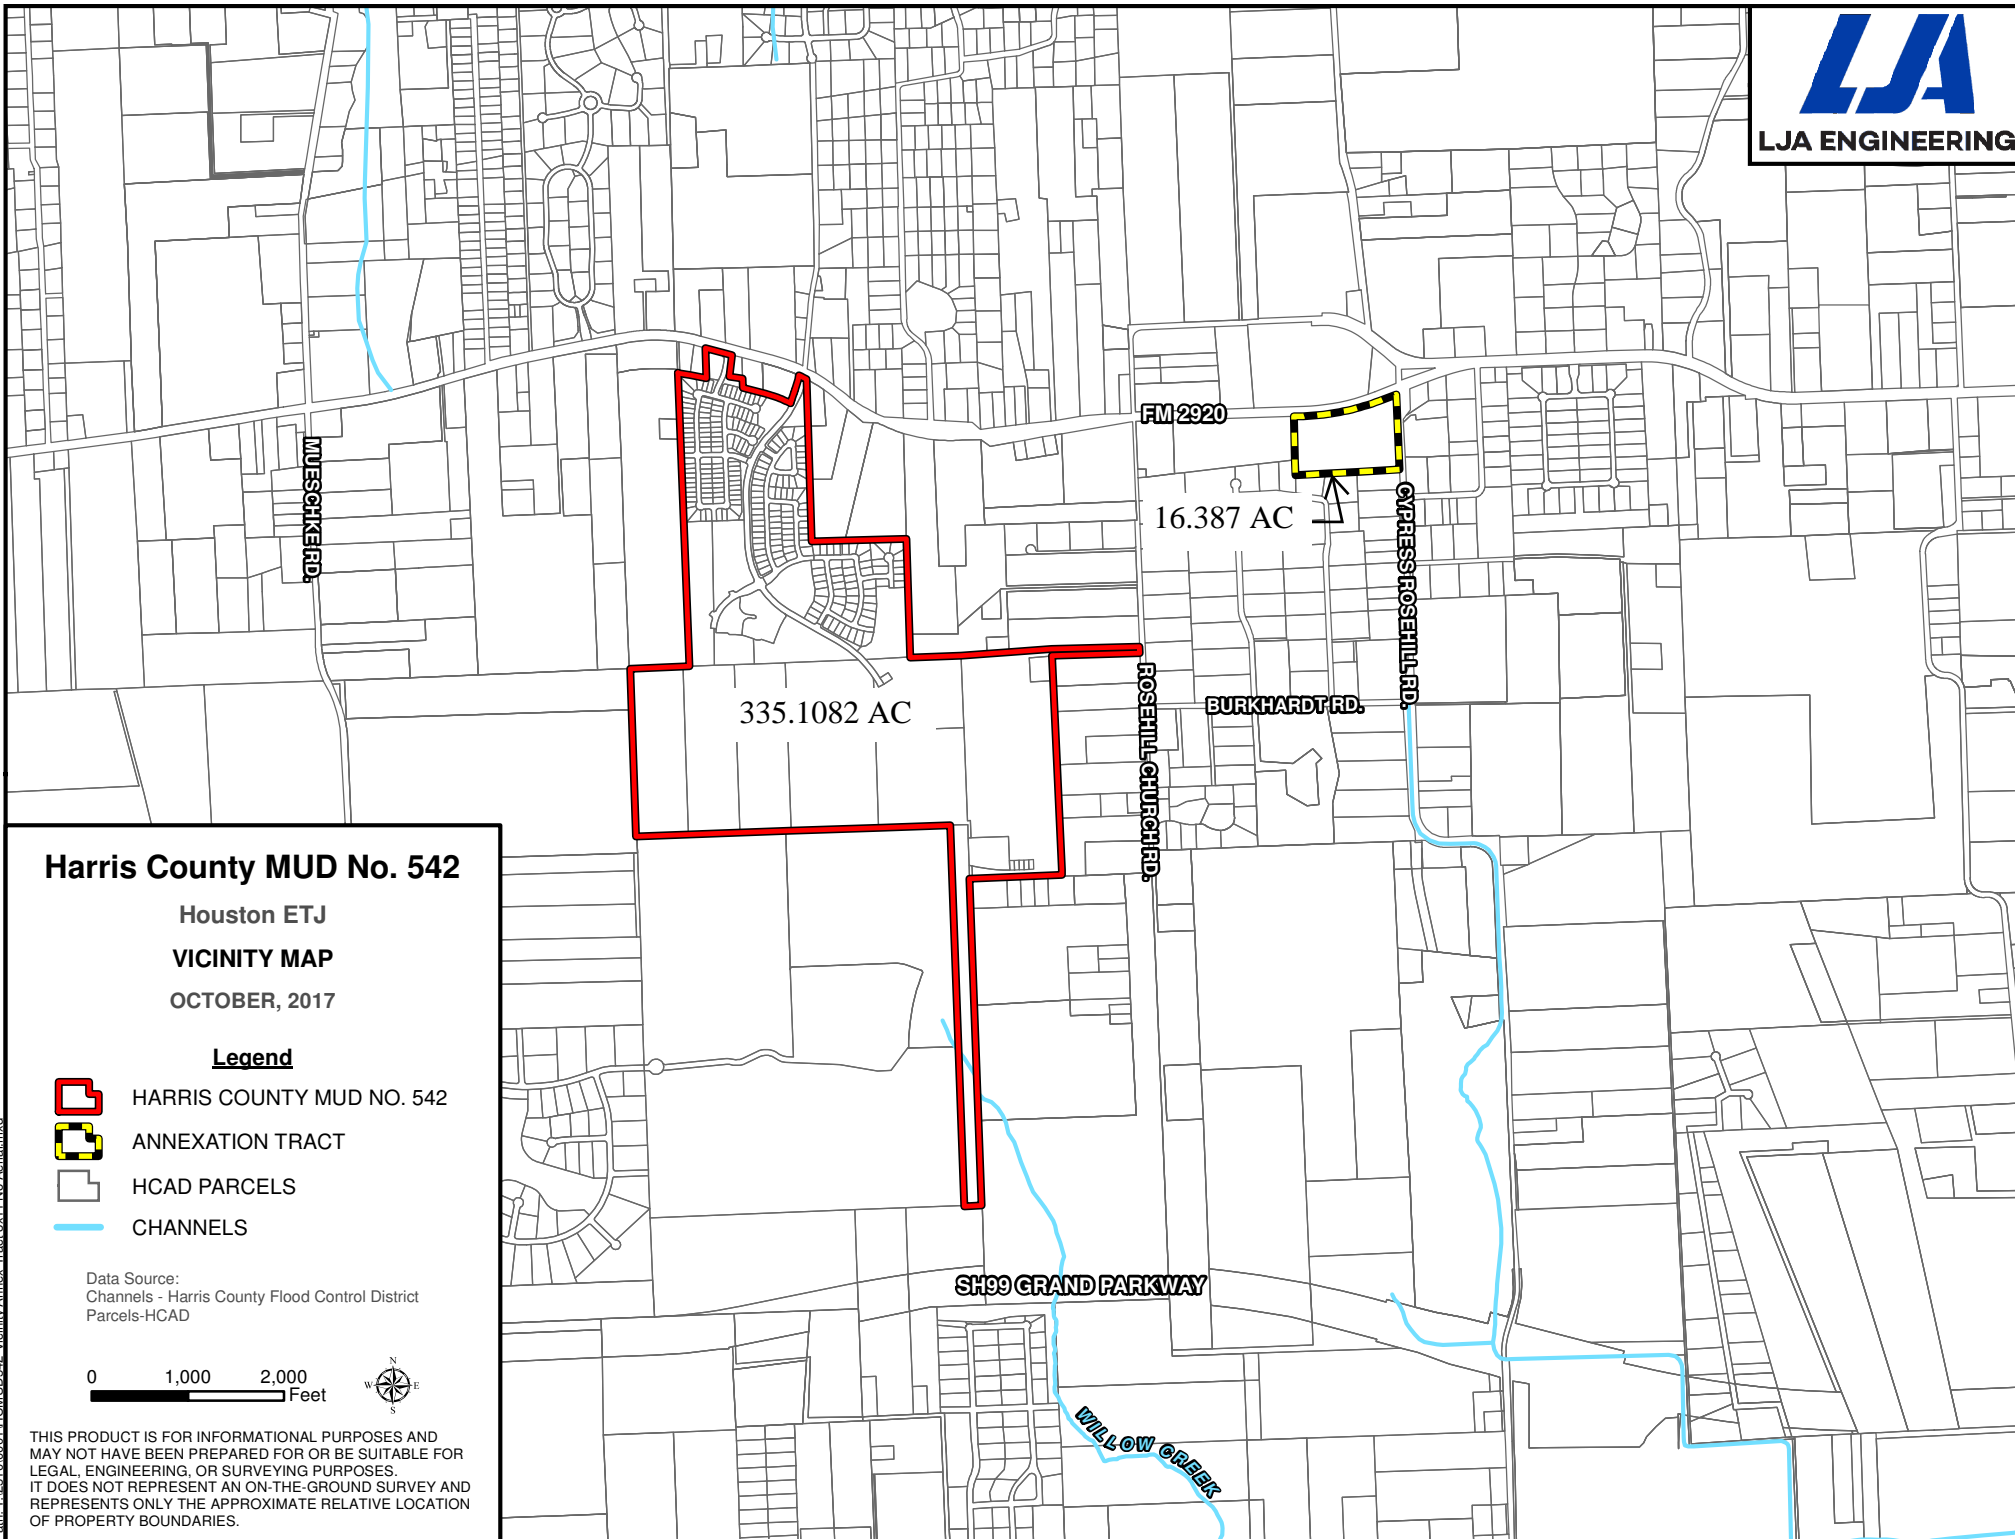 LJA
LJA ENGINEERING
FM 2920
MUESCHKE RD.
16.387 AC
CYPRESS ROSEHILL RD.
335.1082 AC
ROSEHILL CHURCH RD.
BURKHARDT RD.
SH99 GRAND PARKWAY
WILLOW CREEK
Harris County MUD No. 542
Houston ETJ
VICINITY MAP
OCTOBER, 2017
Legend
HARRIS COUNTY MUD NO. 542
ANNEXATION TRACT
HCAD PARCELS
CHANNELS
Data Source:
Channels - Harris County Flood Control District
Parcels-HCAD
0 1,000 2,000
Feet
N
W E
S
THIS PRODUCT IS FOR INFORMATIONAL PURPOSES AND
MAY NOT HAVE BEEN PREPARED FOR OR BE SUITABLE FOR
LEGAL, ENGINEERING, OR SURVEYING PURPOSES.
IT DOES NOT REPRESENT AN ON-THE-GROUND SURVEY AND
REPRESENTS ONLY THE APPROXIMATE RELATIVE LOCATION
OF PROPERTY BOUNDARIES.